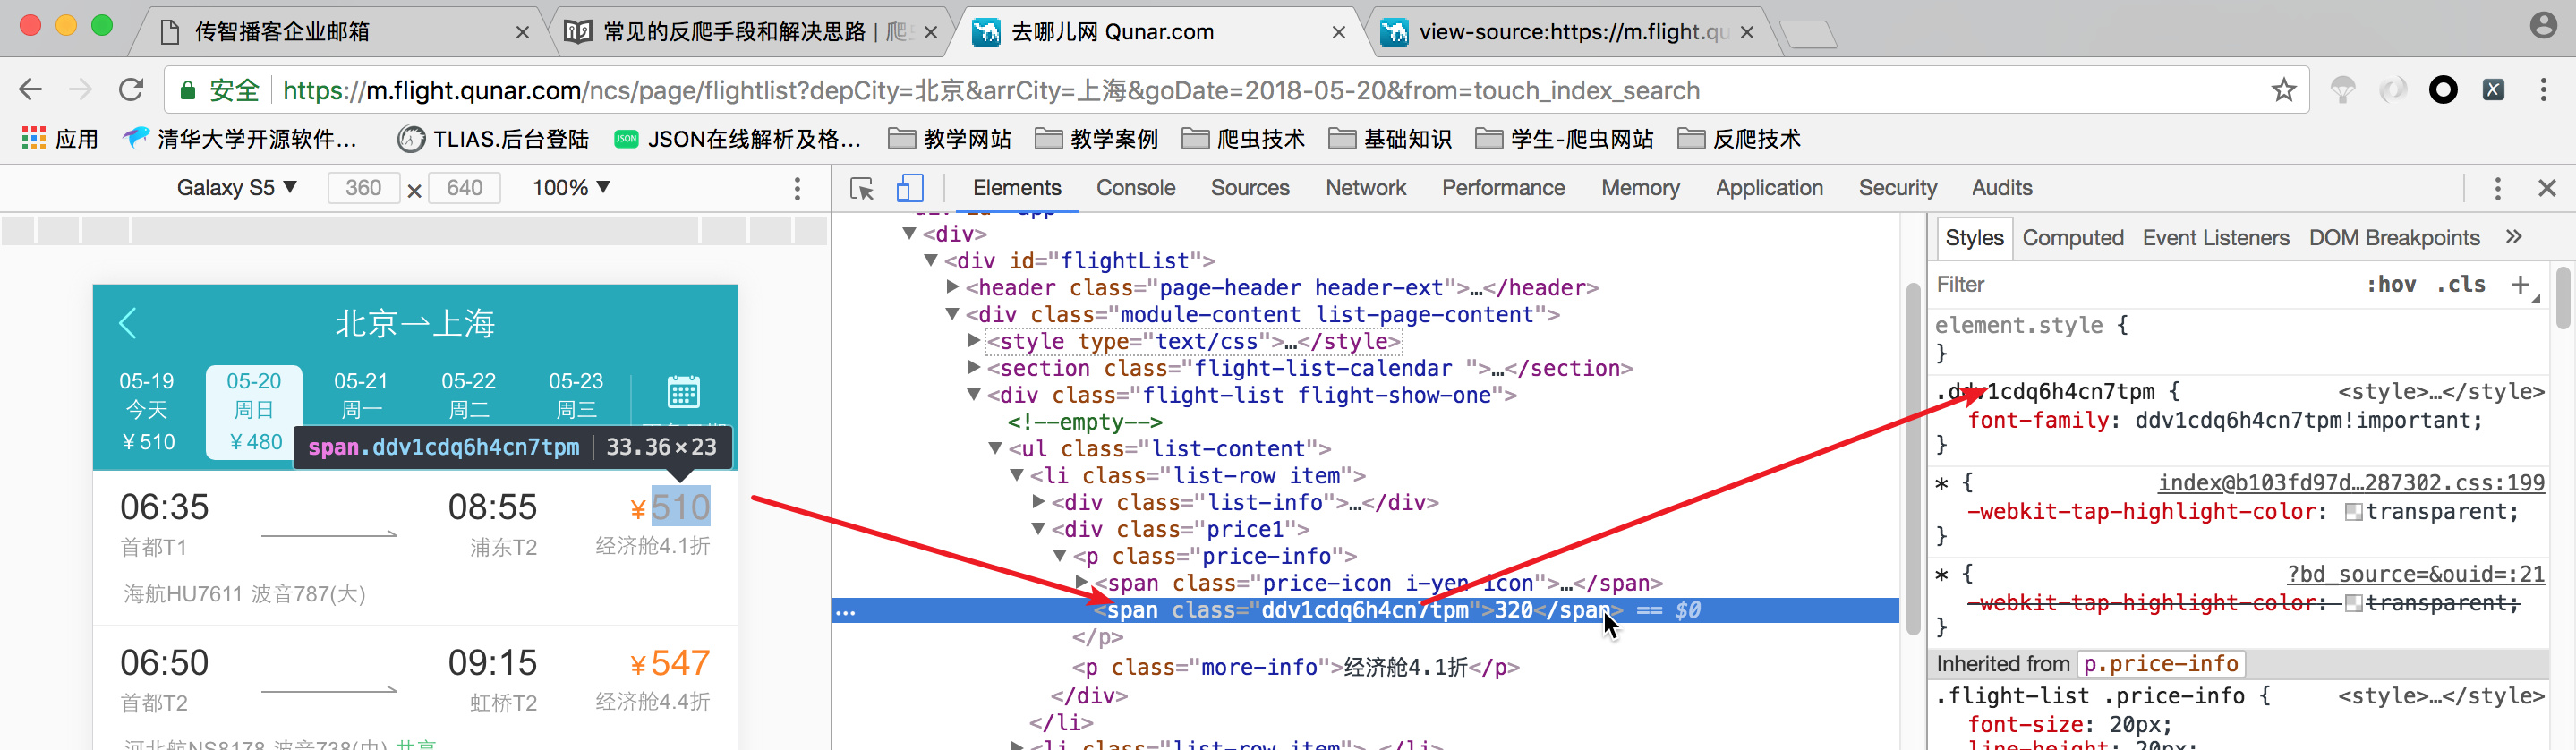 传智播客企业邮箱
常见的反爬手段和解决思路 | 爬
去哪儿网 Qunar.com
view-source:https://m.flight.qu
安全 https://m.flight.qunar.com/ncs/page/flightlist?depCity=北京&arrCity=上海&goDate=2018-05-20&from=touch_index_search
应用 清华大学开源软件... TLIAS.后台登陆 JSON JSON在线解析及格... 教学网站 教学案例 爬虫技术 基础知识 学生-爬虫网站 反爬技术
Galaxy S5 ▼ 360 × 640 100% ▼
Elements Console Sources Network Performance Memory Application Security Audits
北京→上海
05-19 05-20 05-21 05-22 05-23
今天 周日 周一 周二 周三
¥510 ¥480
span.ddv1cdq6h4cn7tpm 33.36×23
06:35 08:55 ¥510
首都T1 浦东T2 经济舱4.1折
海航HU7611 波音787(大)
06:50 09:15 ¥547
首都T2 虹桥T2 经济舱4.4折
河北航NS8178 波音738(中) 共享
▼<div>
▼<div id="flightList">
▶<header class="page-header header-ext">…</header>
▼<div class="module-content list-page-content">
▶<style type="text/css">…</style>
▶<section class="flight-list-calendar ">…</section>
▼<div class="flight-list flight-show-one">
<!--empty-->
▼<ul class="list-content">
▼<li class="list-row item">
▶<div class="list-info">…</div>
▼<div class="price1">
▼<p class="price-info">
▶<span class="price-icon i-yen icon">…</span>
… <span class="ddv1cdq6h4cn7tpm">320</span> == $0
</p>
<p class="more-info">经济舱4.1折</p>
</div>
</li>
▶<li class="list-row item">…</li>
Styles Computed Event Listeners DOM Breakpoints »
Filter :hov .cls +
element.style {
}
.ddv1cdq6h4cn7tpm { <style>…</style>
font-family: ddv1cdq6h4cn7tpm!important;
}
* { index@b103fd97d…287302.css:199
-webkit-tap-highlight-color: transparent;
}
* { ?bd_source=&ouid=:21
-webkit-tap-highlight-color: transparent;
}
Inherited from p.price-info
.flight-list .price-info { <style>…</style>
font-size: 20px;
line-height: 20px;